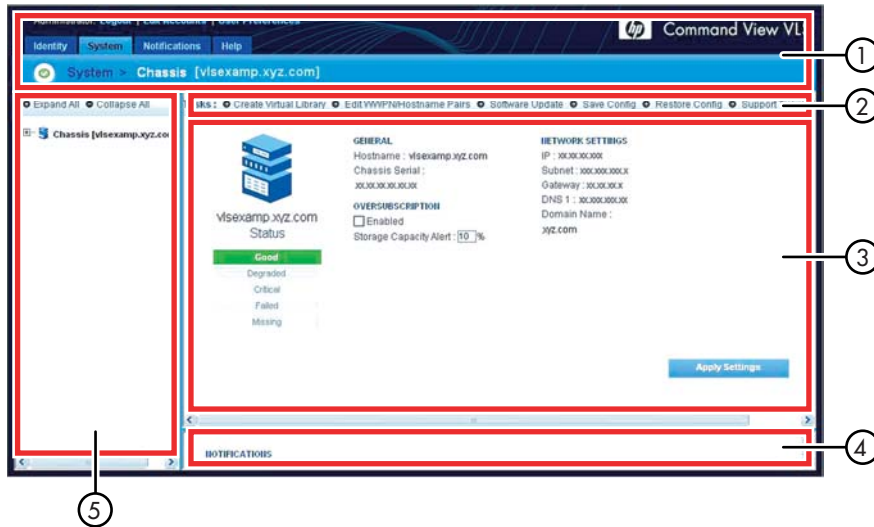 Administrator: Logout | Edit Accounts | User Preferences
hp Command View VLS
Identity System Notifications Help
System > Chassis [vlsexamp.xyz.com]
1
Expand All Collapse All
sks: Create Virtual Library Edit WWPN/Hostname Pairs Software Update Save Config Restore Config Support
2
Chassis [vlsexamp.xyz.co
vlsexamp.xyz.com
Status
Good
Degraded
Critical
Failed
Missing
GENERAL
Hostname : vlsexamp.xyz.com
Chassis Serial :
xx.xx.xx.xx.xx.xx
OVERSUBSCRIPTION
Enabled
Storage Capacity Alert : 10 %
NETWORK SETTINGS
IP : xx.xx.xx.xxx
Subnet : xxx.xxx.xxx.x
Gateway : xx.xx.xx.x
DNS 1 : xx.xxx.xxx.xx
Domain Name :
xyz.com
3
Apply Settings
NOTIFICATIONS
4
5